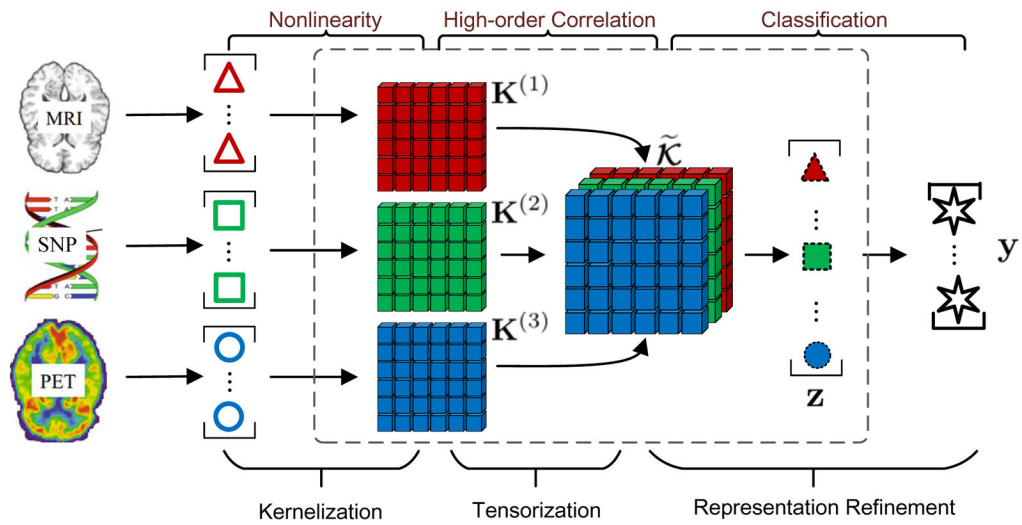 Nonlinearity
High-order Correlation
Classification
MRI
K^(1)
K̃
T A
T A
SNP
K^(2)
y
T A
G C
K^(3)
PET
z
Kernelization
Tensorization
Representation Refinement